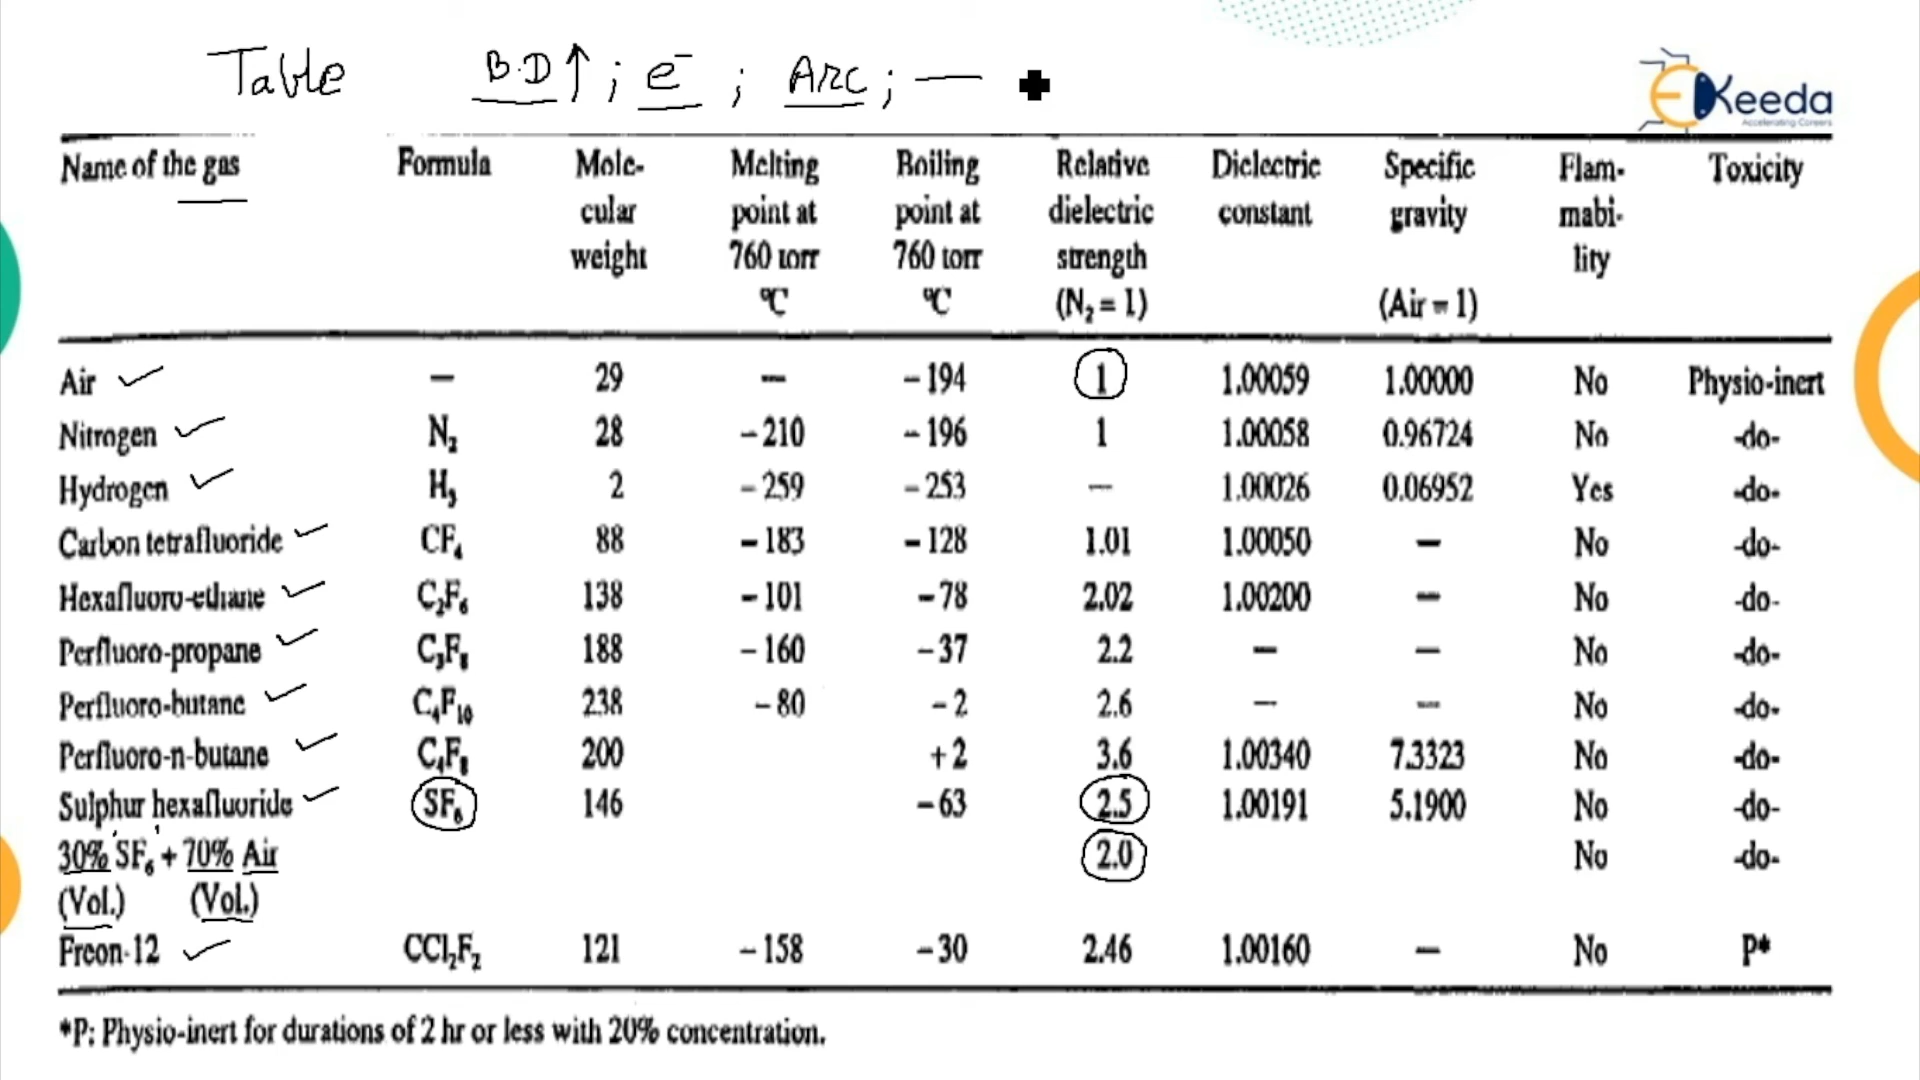 Table B.D↑ ; e⁻ ; Arc ; —
EKeeda
Accelerating Careers
Name of the gas Formula Mole- Melting Boiling Relative Dielectric Specific Flam- Toxicity
cular point at point at dielectric constant gravity mabi-
weight 760 torr 760 torr strength lity
°C °C (N₂ = 1) (Air = 1)
Air — 29 — – 194 1 1.00059 1.00000 No Physio-inert
Nitrogen N₂ 28 – 210 – 196 1 1.00058 0.96724 No -do-
Hydrogen H₂ 2 – 259 – 253 — 1.00026 0.06952 Yes -do-
Carbon tetrafluoride CF₄ 88 – 183 – 128 1.01 1.00050 — No -do-
Hexafluoro-ethane C₂F₆ 138 – 101 – 78 2.02 1.00200 — No -do-
Perfluoro-propane C₃F₈ 188 – 160 – 37 2.2 — — No -do-
Perfluoro-butane C₄F₁₀ 238 – 80 – 2 2.6 — — No -do-
Perfluoro-n-butane C₄F₈ 200 + 2 3.6 1.00340 7.3323 No -do-
Sulphur hexafluoride SF₆ 146 – 63 2.5 1.00191 5.1900 No -do-
30% SF₆ + 70% Air 2.0 No -do-
(Vol.) (Vol.)
Freon-12 CCl₂F₂ 121 – 158 – 30 2.46 1.00160 — No P*
*P: Physio-inert for durations of 2 hr or less with 20% concentration.